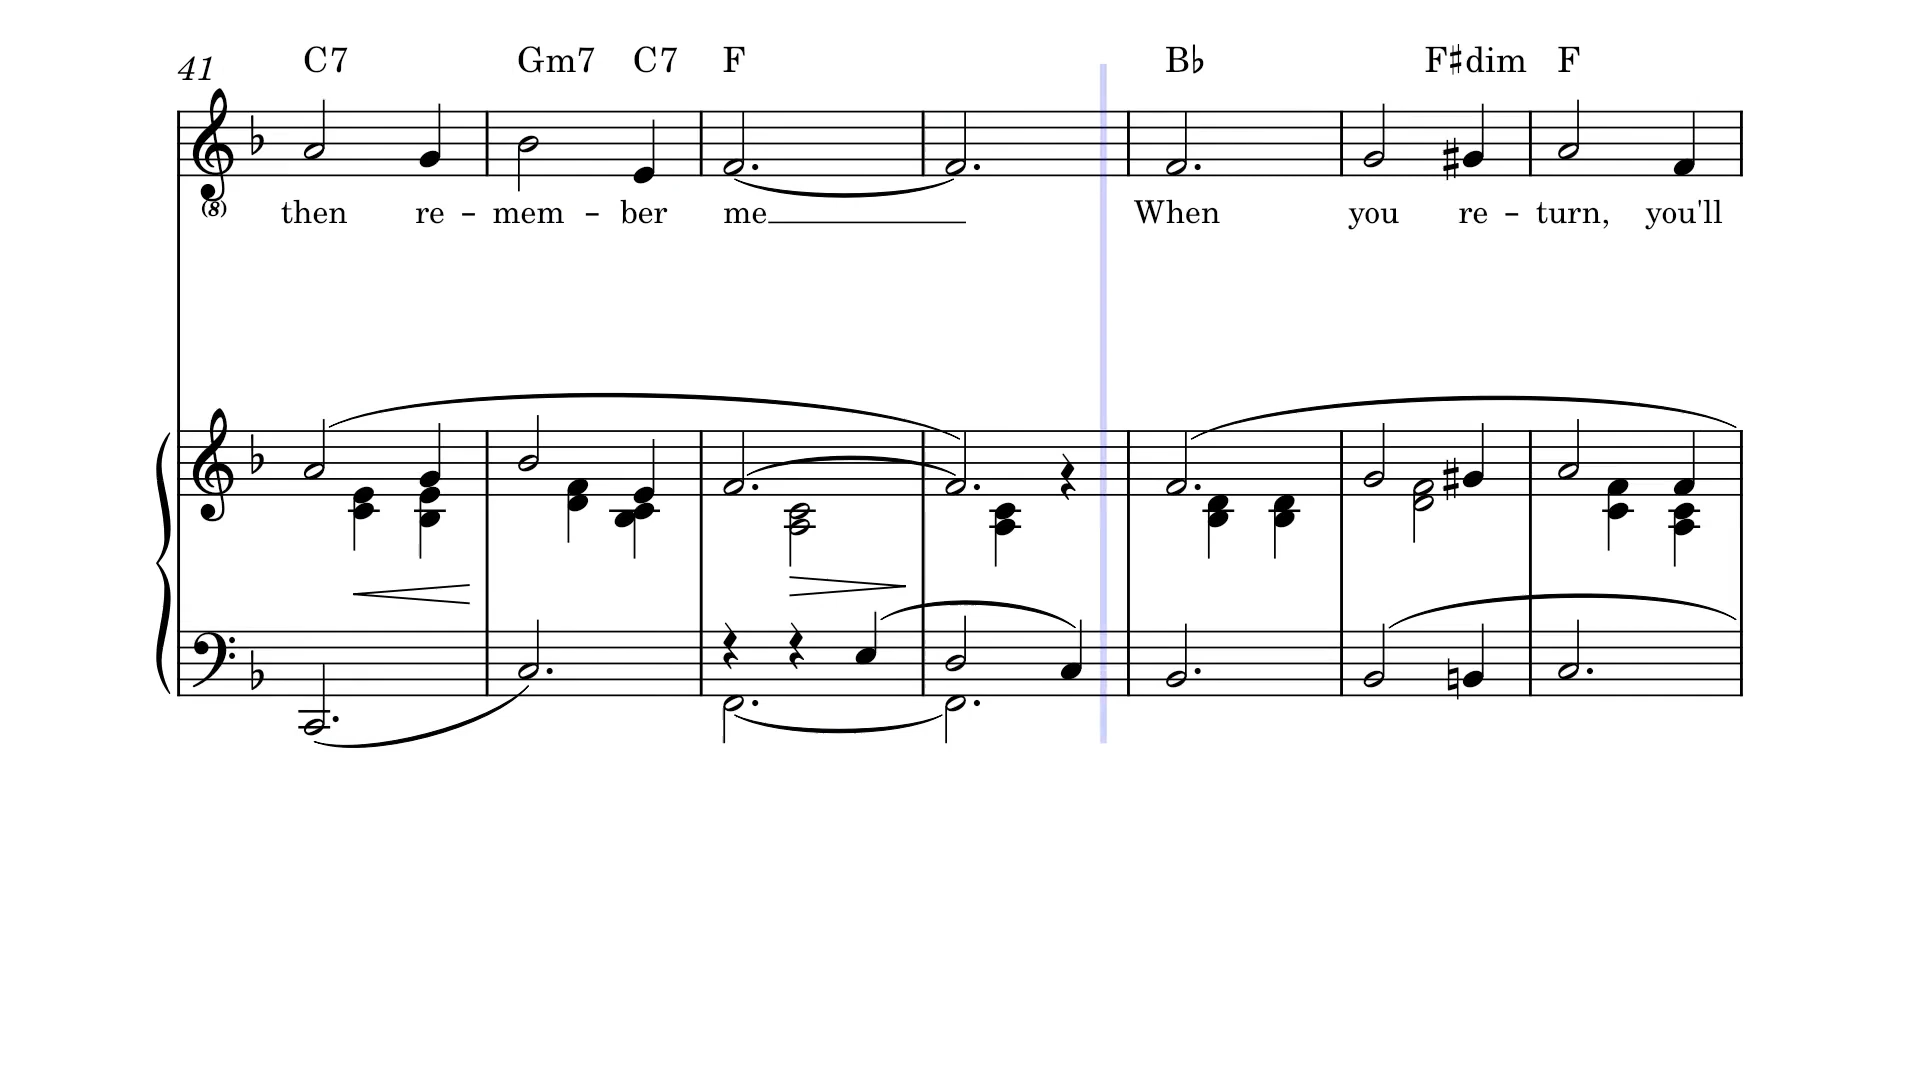 41 C7 Gm7 C7 F B♭ F♯dim F
(8) then re - mem - ber me When you re - turn, you'll